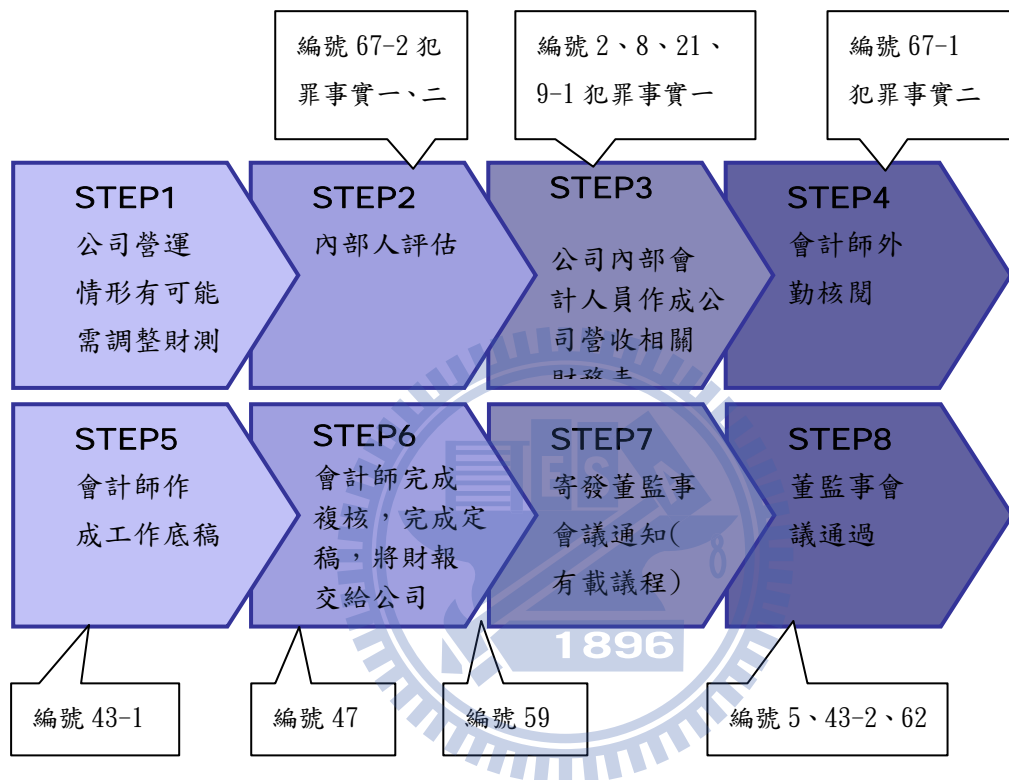 編號 67-2 犯
罪事實一、二
編號 2、8、21、
9-1 犯罪事實一
編號 67-1
犯罪事實二
STEP1
公司營運
情形有可能
需調整財測
STEP2
內部人評估
STEP3
公司內部會
計人員作成公
司營收相關
財務表
STEP4
會計師外
勤核閱
STEP5
會計師作
成工作底稿
STEP6
會計師完成
複核，完成定
稿，將財報
交給公司
STEP7
寄發董監事
會議通知(
有載議程)
STEP8
董監事會
議通過
ES
8
1896
編號 43-1
編號 47
編號 59
編號 5、43-2、62